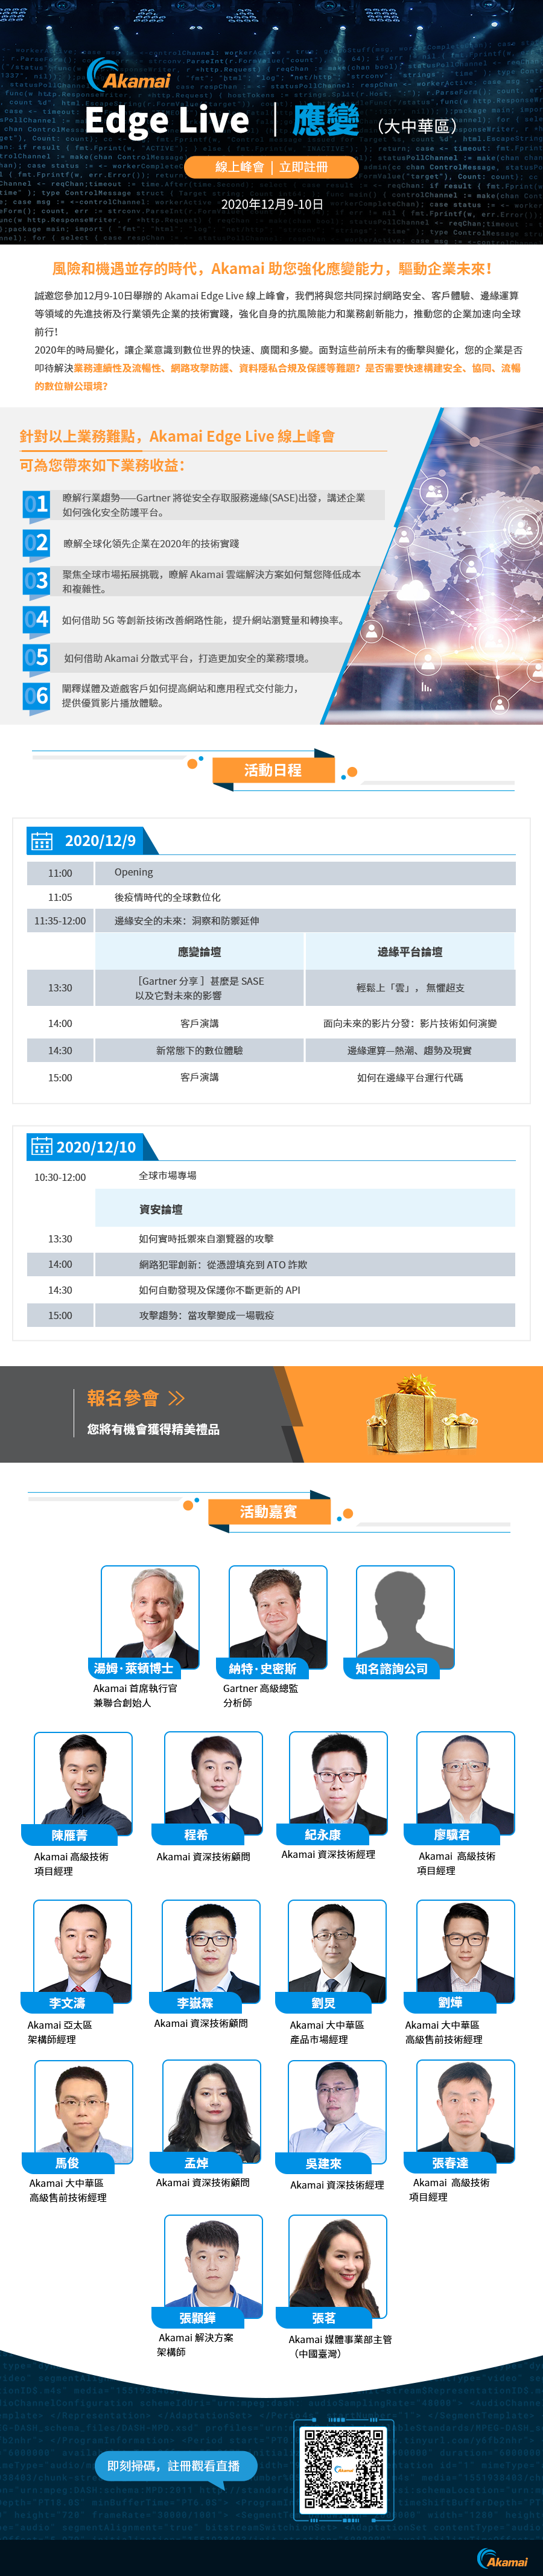 Akamai
Edge Live | 應變 （大中華區）
線上峰會 | 立即註冊
2020年12月9-10日
風險和機遇並存的時代，Akamai 助您強化應變能力，驅動企業未來！
誠邀您參加12月9-10日舉辦的 Akamai Edge Live 線上峰會，我們將與您共同探討網路安全、客戶體驗、邊緣運算
等領域的先進技術及行業領先企業的技術實踐，強化自身的抗風險能力和業務創新能力，推動您的企業加速向全球
前行！
2020年的時局變化，讓企業意識到數位世界的快速、廣闊和多變。面對這些前所未有的衝擊與變化，您的企業是否
叩待解決業務連續性及流暢性、網路攻擊防護、資料隱私合規及保護等難題？是否需要快速構建安全、協同、流暢
的數位辦公環境？
針對以上業務難點，Akamai Edge Live 線上峰會
可為您帶來如下業務收益：
01 瞭解行業趨勢——Gartner 將從安全存取服務邊緣(SASE)出發，講述企業
如何強化安全防護平台。
02 瞭解全球化領先企業在2020年的技術實踐
03 聚焦全球市場拓展挑戰，瞭解 Akamai 雲端解決方案如何幫您降低成本
和複雜性。
04 如何借助 5G 等創新技術改善網路性能，提升網站瀏覽量和轉換率。
05 如何借助 Akamai 分散式平台，打造更加安全的業務環境。
06 闡釋媒體及遊戲客戶如何提高網站和應用程式交付能力，
提供優質影片播放體驗。
活動日程
2020/12/9
11:00 Opening
11:05 後疫情時代的全球數位化
11:35-12:00 邊緣安全的未來：洞察和防禦延伸
應變論壇 邊緣平台論壇
13:30 ［Gartner 分享 ］甚麼是 SASE
以及它對未來的影響 輕鬆上「雲」， 無懼超支
14:00 客戶演講 面向未來的影片分發：影片技術如何演變
14:30 新常態下的數位體驗 邊緣運算—熱潮、趨勢及現實
15:00 客戶演講 如何在邊緣平台運行代碼
2020/12/10
10:30-12:00 全球市場專場
資安論壇
13:30 如何實時抵禦來自瀏覽器的攻擊
14:00 網路犯罪創新：從憑證填充到 ATO 詐欺
14:30 如何自動發現及保護你不斷更新的 API
15:00 攻擊趨勢：當攻擊變成一場戰疫
報名參會
您將有機會獲得精美禮品
活動嘉賓
湯姆·萊頓博士 納特·史密斯 知名諮詢公司
Akamai 首席執行官 Gartner 高級總監
兼聯合創始人 分析師
陳雁菁 程希 紀永康 廖驥君
Akamai 高級技術 Akamai 資深技術顧問 Akamai 資深技術經理 Akamai 高級技術
項目經理 項目經理
李文濤 李嶽霖 劉炅 劉燁
Akamai 亞太區 Akamai 資深技術顧問 Akamai 大中華區 Akamai 大中華區
架構師經理 產品市場經理 高級售前技術經理
馬俊 孟焯 吳建來 張春達
Akamai 大中華區 Akamai 資深技術顧問 Akamai 資深技術經理 Akamai 高級技術
高級售前技術經理 項目經理
張顥鏵 張茗
Akamai 解決方案 Akamai 媒體事業部主管
架構師 （中國臺灣）
即刻掃碼，註冊觀看直播
Akamai
Akamai